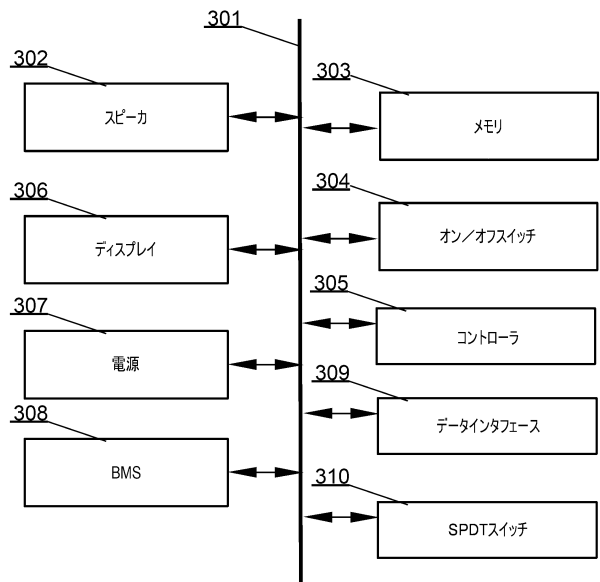 301
302
スピーカ
303
メモリ
304
オン／オフスイッチ
306
ディスプレイ
305
コントローラ
307
電源
309
データインタフェース
308
BMS
310
SPDTスイッチ